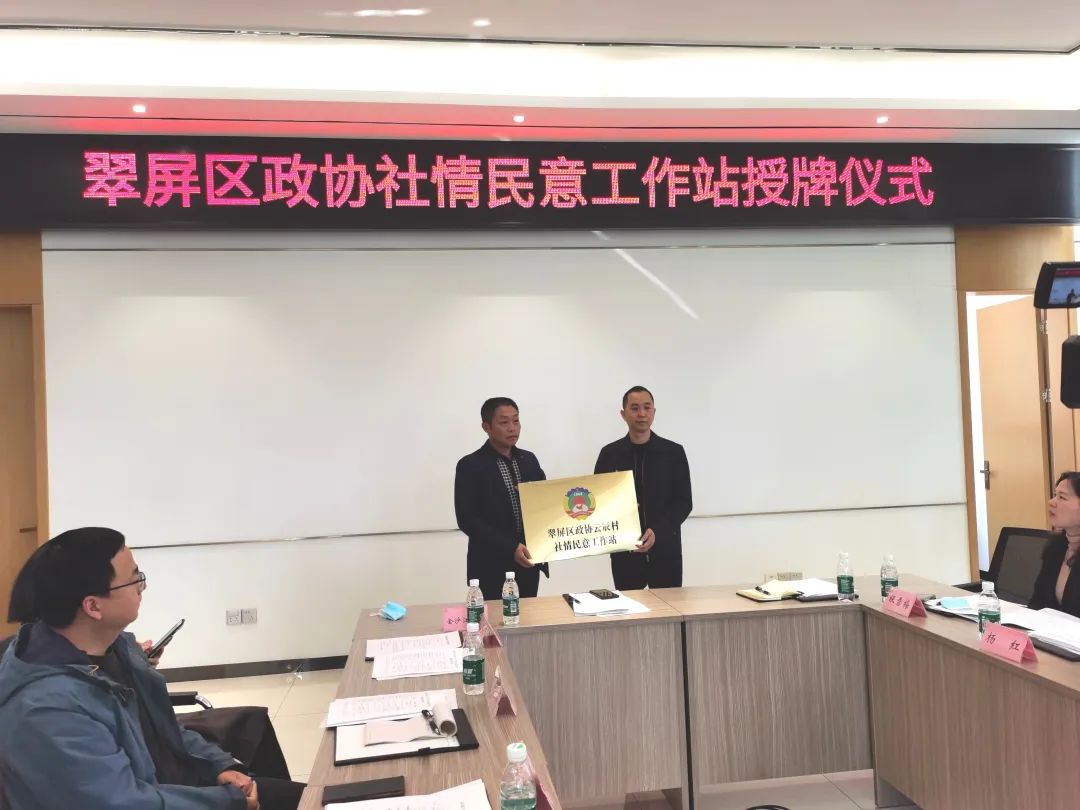 翠屏区政协社情民意工作站授牌仪式
翠屏区政协云辰村
社情民意工作站
杨红